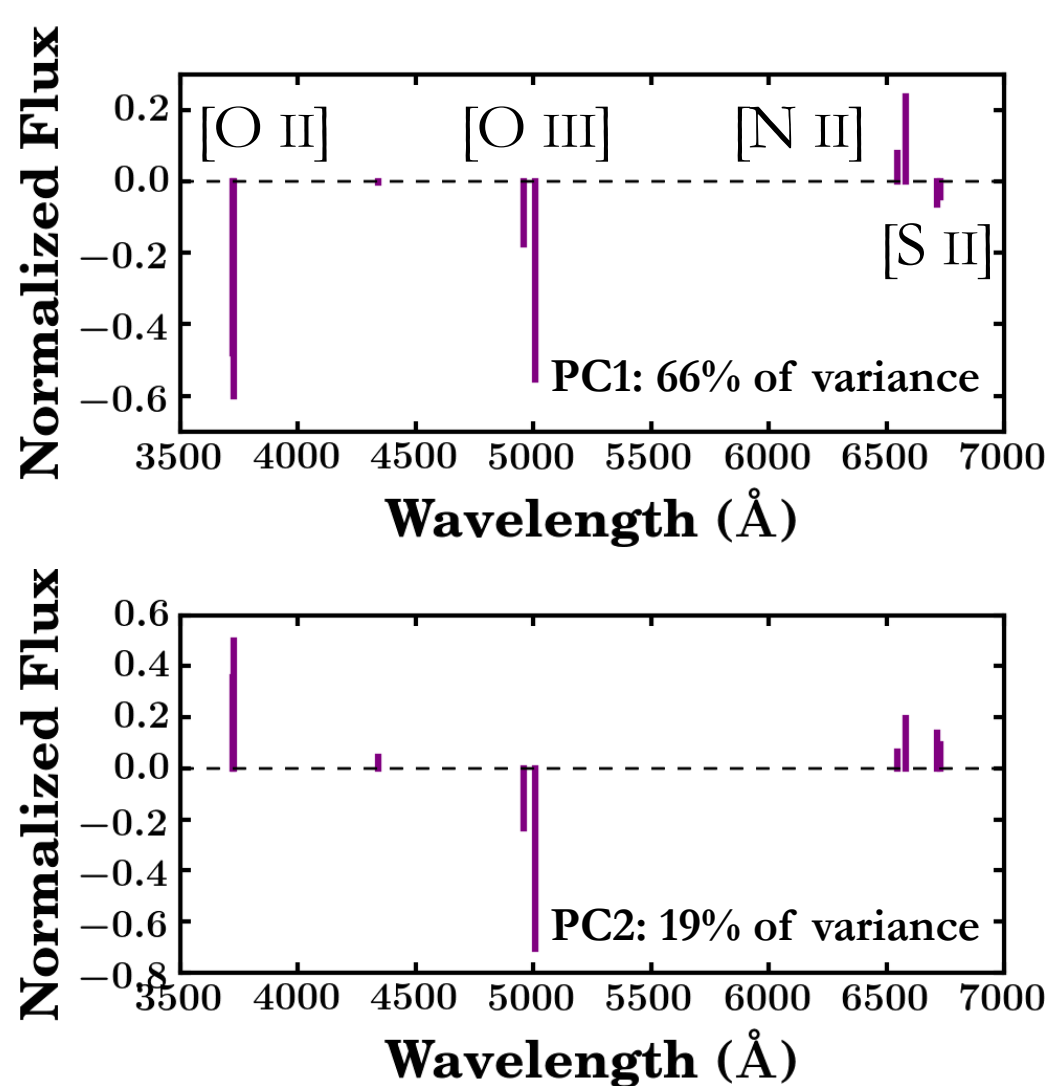 Normalized Flux
0.2
0.0
−0.2
−0.4
−0.6
[O II] [O III] [N II]
[S II]
PC1: 66% of variance
3500 4000 4500 5000 5500 6000 6500 7000
Wavelength (Å)
Normalized Flux
0.6
0.4
0.2
0.0
−0.2
−0.4
−0.6
−0.8
PC2: 19% of variance
3500 4000 4500 5000 5500 6000 6500 7000
Wavelength (Å)